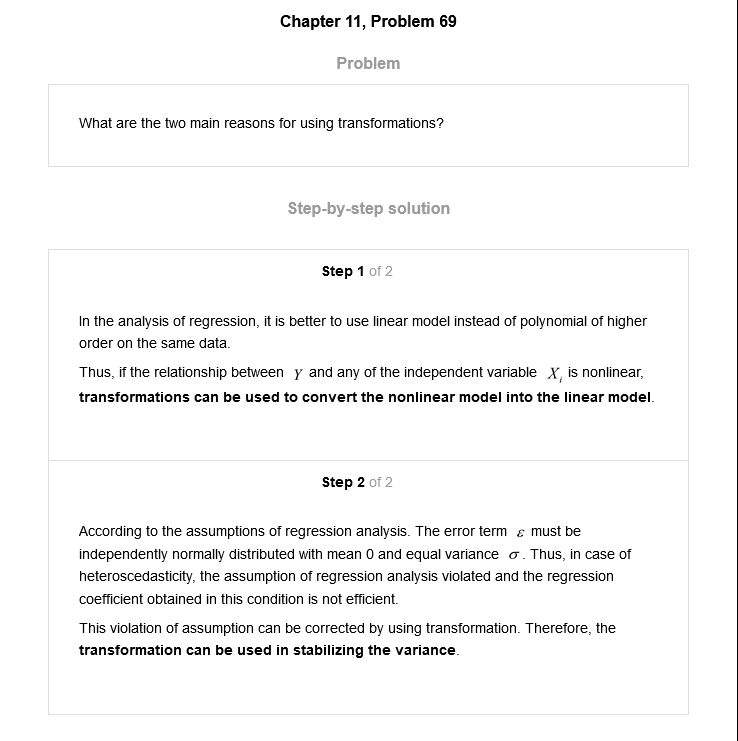 Chapter 11, Problem 69
Problem
What are the two main reasons for using transformations?
Step-by-step solution
Step 1 of 2
In the analysis of regression, it is better to use linear model instead of polynomial of higher
order on the same data.
Thus, if the relationship between Y and any of the independent variable Xᵢ is nonlinear,
transformations can be used to convert the nonlinear model into the linear model.
Step 2 of 2
According to the assumptions of regression analysis. The error term ε must be
independently normally distributed with mean 0 and equal variance σ. Thus, in case of
heteroscedasticity, the assumption of regression analysis violated and the regression
coefficient obtained in this condition is not efficient.
This violation of assumption can be corrected by using transformation. Therefore, the
transformation can be used in stabilizing the variance.